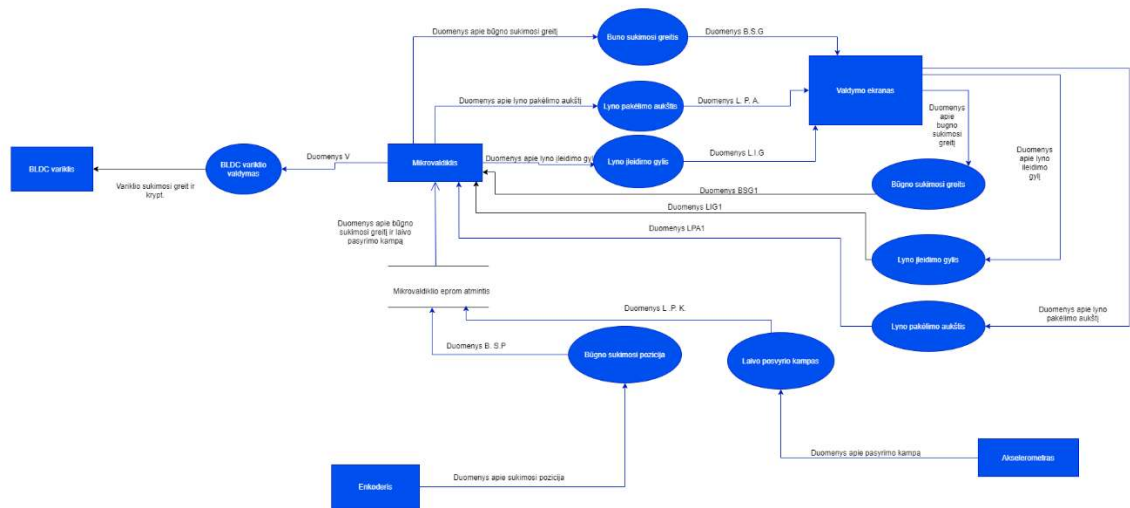 Duomenys apie būgno sukimosi greitį
Buno sukimosi greitis
Duomenys B.S.G
Valdymo ekranas
Duomenys apie lyno pakėlimo aukštį
Lyno pakėlimo aukštis
Duomenys L. P. A.
Duomenys
apie
bugno
sukimosi
greitį
Duomenys
apie lyno
įleidimo
gylį
BLDC variklis
Variklio sukimosi greit ir
krypt.
BLDC variklio
valdymas
Duomenys V
Mikrovaldiklis
Duomenys apie lyno įleidimo gylį
Lyno įleidimo gylis
Duomenys L.I.G
Būgno sukimosi greits
Duomenys BSG1
Duomenys LIG1
Duomenys LPA1
Duomenys apie būgno
sukimosi greitį ir laivo
pasyrimo kampą
Lyno įleidimo gylis
Mikrovaldiklio eprom atmintis
Duomenys L .P. K.
Duomenys apie lyno
pakėlimo aukštį
Lyno pakėlimo aukštis
Duomenys B. S.P
Būgno sukimosi pozicija
Laivo posvyrio kampas
Duomenys apie pasyrimo kampą
Akselerometras
Enkoderis
Duomenys apie sukimosi pozicija